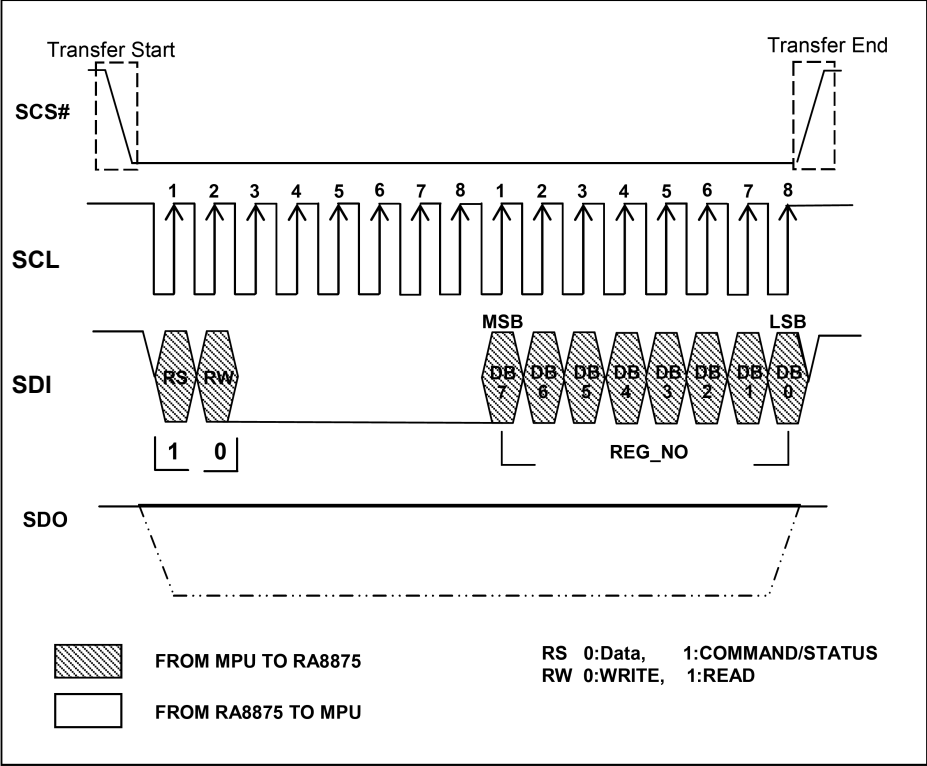 Transfer Start
Transfer End
SCS#
1 2 3 4 5 6 7 8 1 2 3 4 5 6 7 8
SCL
MSB
LSB
SDI
RS RW DB 7 DB 6 DB 5 DB 4 DB 3 DB 2 DB 1 DB 0
1 0
REG_NO
SDO
FROM MPU TO RA8875
RS 0:Data, 1:COMMAND/STATUS
RW 0:WRITE, 1:READ
FROM RA8875 TO MPU